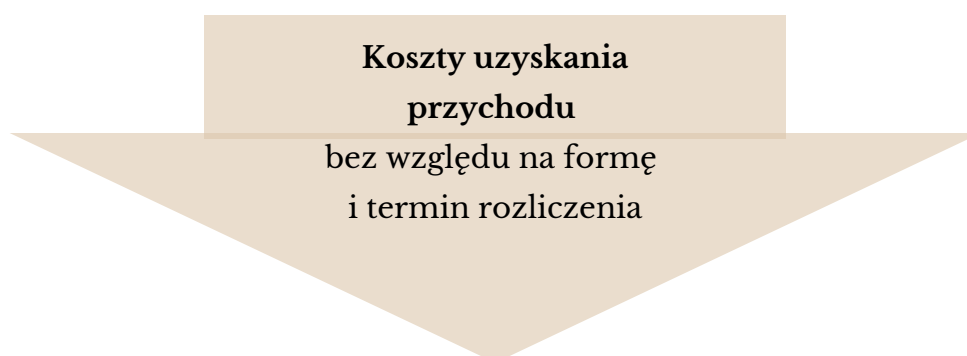 Koszty uzyskania
przychodu
bez względu na formę
i termin rozliczenia